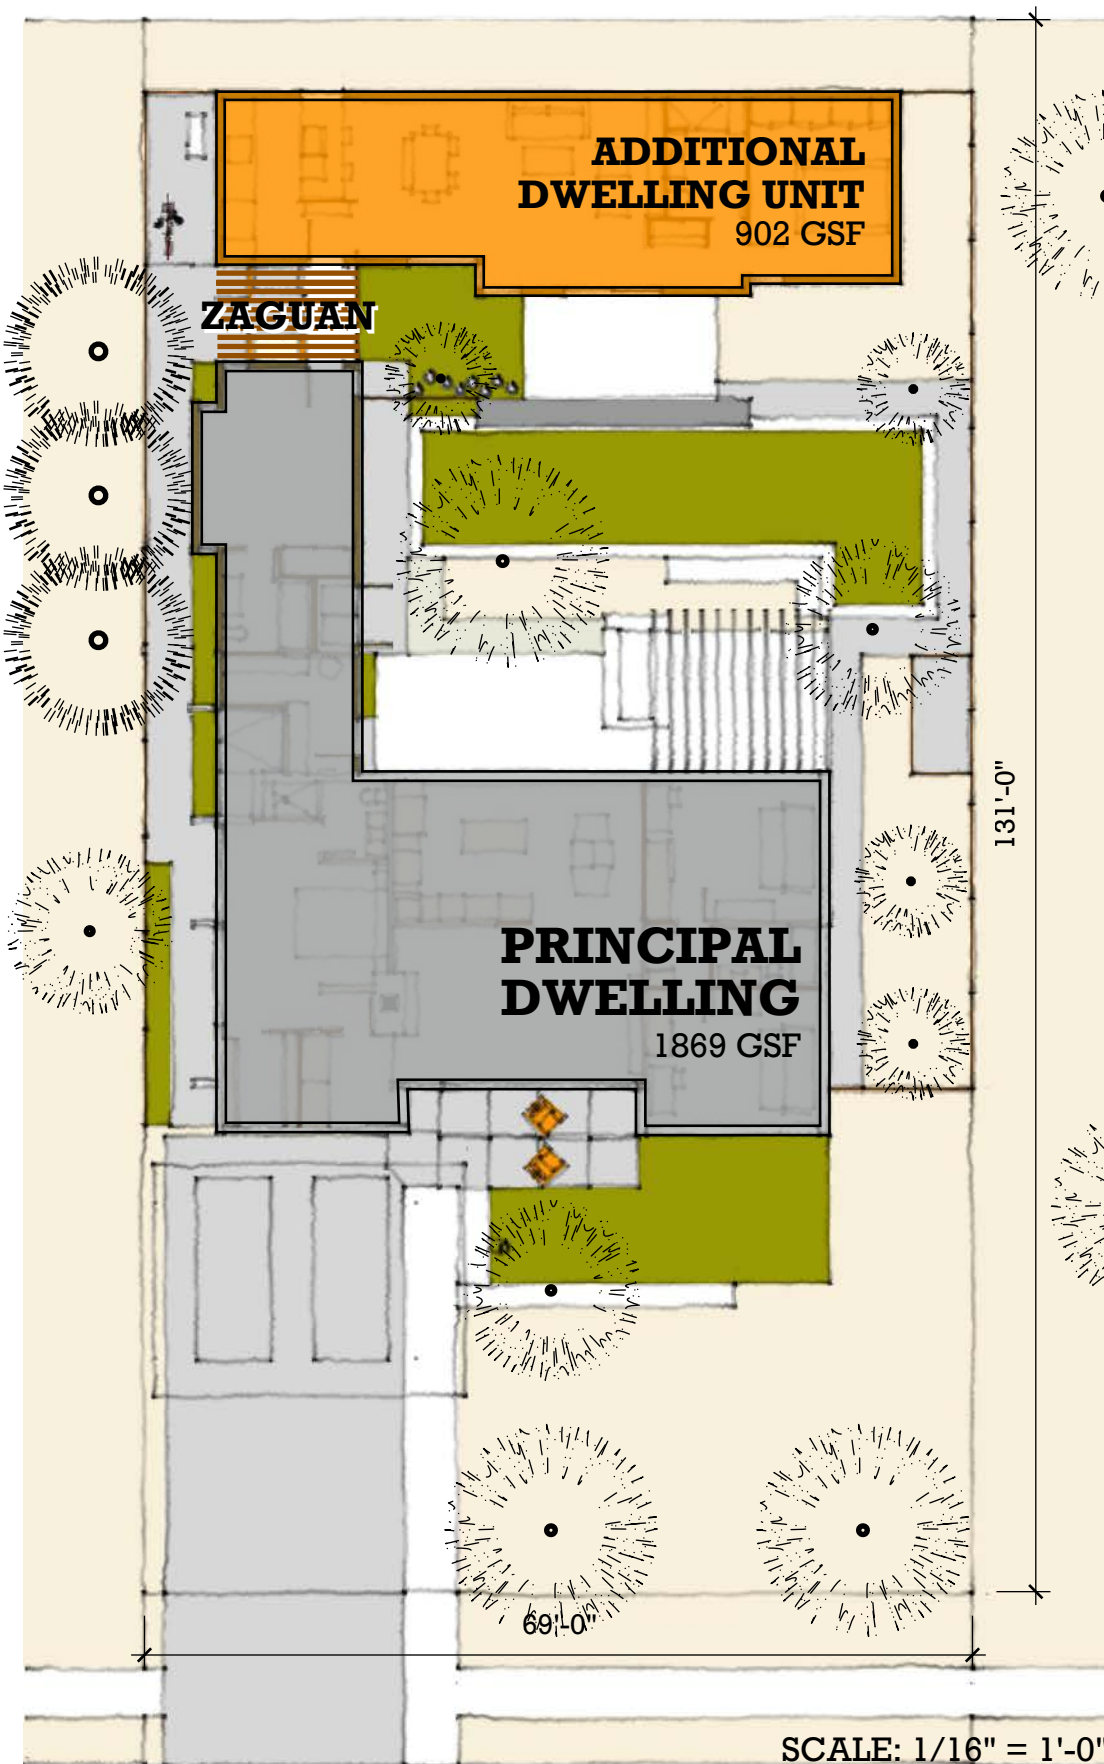 ADDITIONAL
DWELLING UNIT
902 GSF
ZAGUAN
131'-0"
PRINCIPAL
DWELLING
1869 GSF
69'-0"
SCALE: 1/16" = 1'-0"